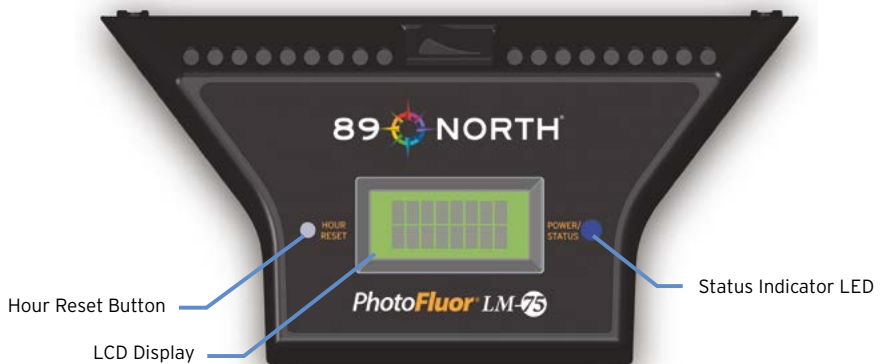 89 NORTH®
HOUR
RESET
POWER/
STATUS
PhotoFluor® LM-75
Hour Reset Button
LCD Display
Status Indicator LED